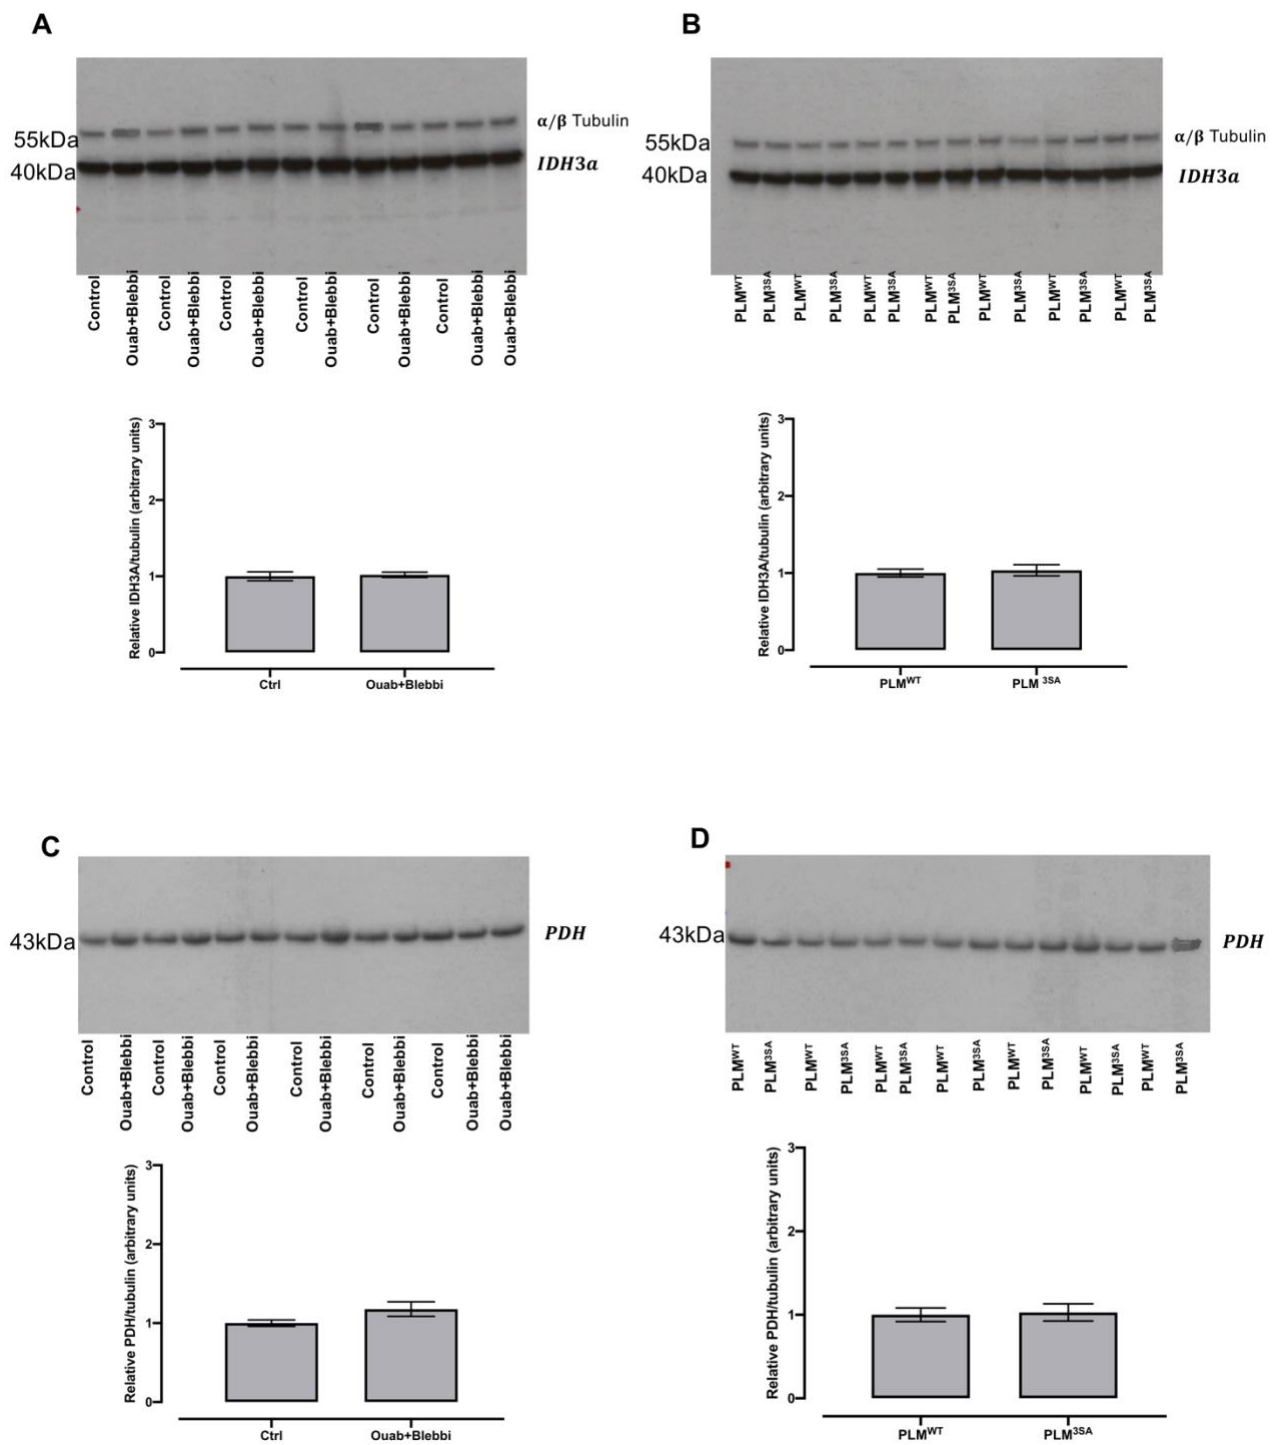 A
55kDa
40kDa
α/β Tubulin
IDH3a
Control
Ouab+Blebbi
Control
Ouab+Blebbi
Control
Ouab+Blebbi
Control
Ouab+Blebbi
Control
Ouab+Blebbi
Control
Ouab+Blebbi
Ouab+Blebbi
Relative IDH3A/tubulin (arbitrary units)
3
2
1
0
Ctrl
Ouab+Blebbi
B
55kDa
40kDa
α/β Tubulin
IDH3a
PLMWT
PLM3SA
PLMWT
PLM3SA
PLMWT
PLM3SA
PLMWT
PLM3SA
PLMWT
PLM3SA
PLMWT
PLM3SA
PLMWT
PLM3SA
Relative IDH3A/tubulin (arbitrary units)
3
2
1
0
PLMWT
PLM 3SA
C
43kDa
PDH
Control
Ouab+Blebbi
Control
Ouab+Blebbi
Control
Ouab+Blebbi
Control
Ouab+Blebbi
Control
Ouab+Blebbi
Control
Ouab+Blebbi
Ouab+Blebbi
Relative PDH/tubulin (arbitrary units)
3
2
1
0
Ctrl
Ouab+Blebbi
D
43kDa
PDH
PLMWT
PLM3SA
PLMWT
PLM3SA
PLMWT
PLM3SA
PLMWT
PLM3SA
PLMWT
PLM3SA
PLMWT
PLM3SA
PLMWT
PLM3SA
Relative PDH/tubulin (arbitrary units)
3
2
1
0
PLMWT
PLM3SA